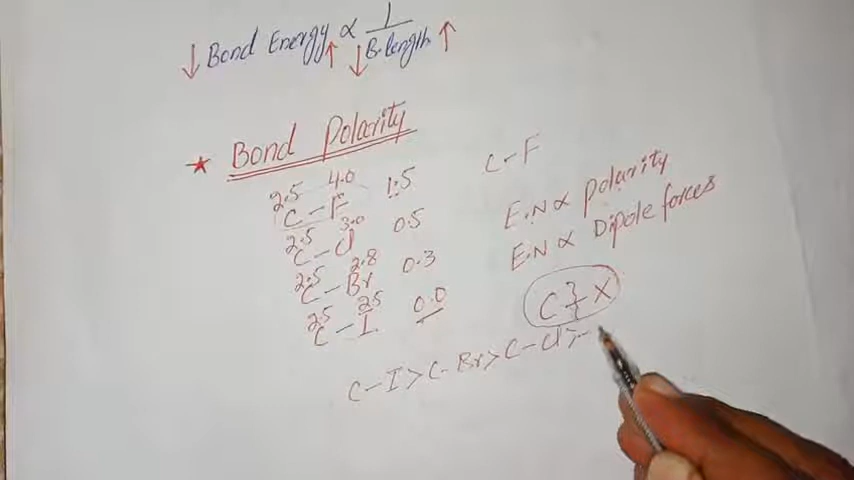 ↓ Bond Energy ↑ ∝ 1 / ↓ B.length ↑
★ Bond Polarity
2.5 4.0
C-F 1.5
2.5 3.0
C-Cl 0.5
2.5 2.8
C-Br 0.3
2.5 2.5
C-I 0.0
C-F
E.N ∝ polarity
E.N ∝ Dipole forces
C X
C-I > C-Br > C-Cl >